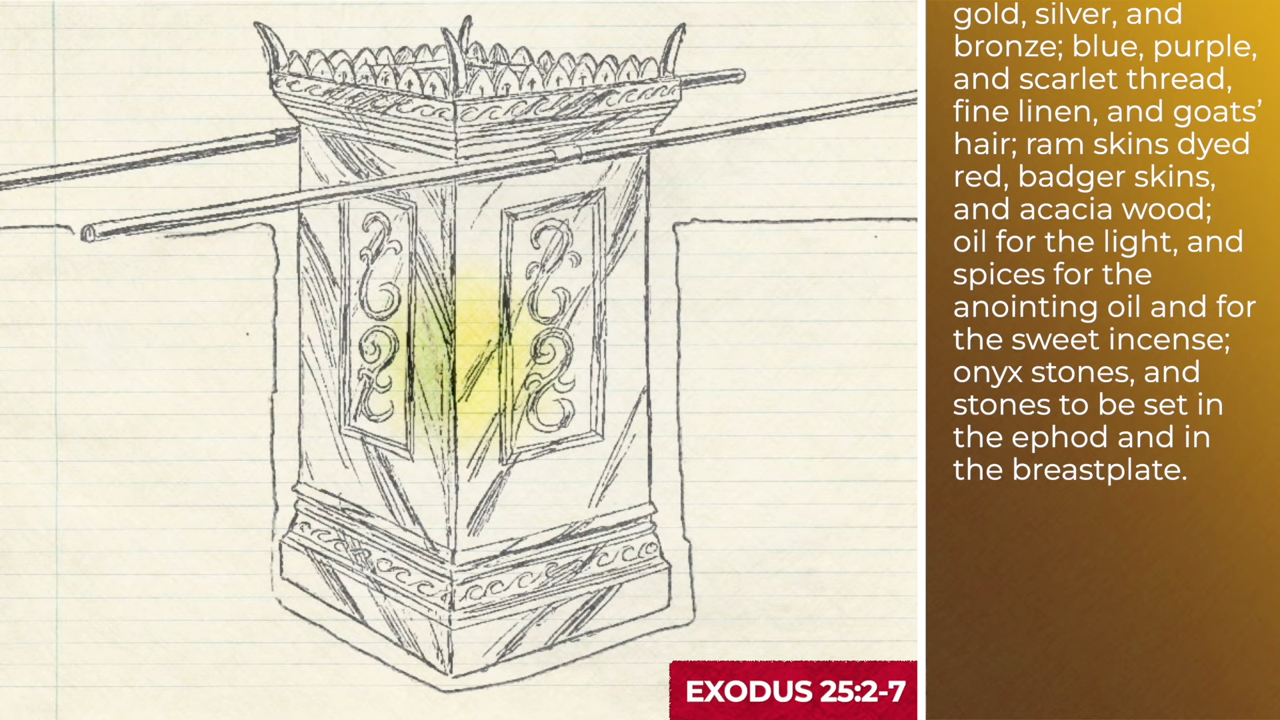 gold, silver, and
bronze; blue, purple,
and scarlet thread,
fine linen, and goats’
hair; ram skins dyed
red, badger skins,
and acacia wood;
oil for the light, and
spices for the
anointing oil and for
the sweet incense;
onyx stones, and
stones to be set in
the ephod and in
the breastplate.
EXODUS 25:2-7